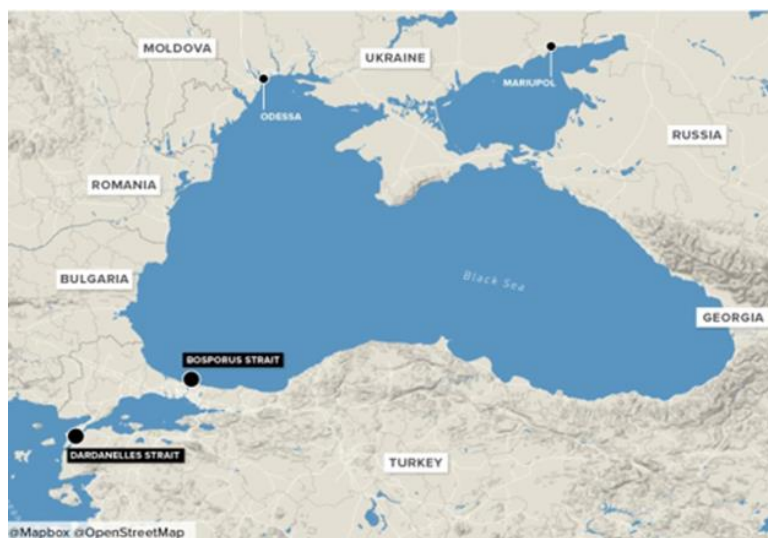 MOLDOVA
UKRAINE
MARIUPOL
ODESSA
RUSSIA
ROMANIA
BULGARIA
Black Sea
GEORGIA
BOSPORUS STRAIT
DARDANELLES STRAIT
TURKEY
@Mapbox @OpenStreetMap